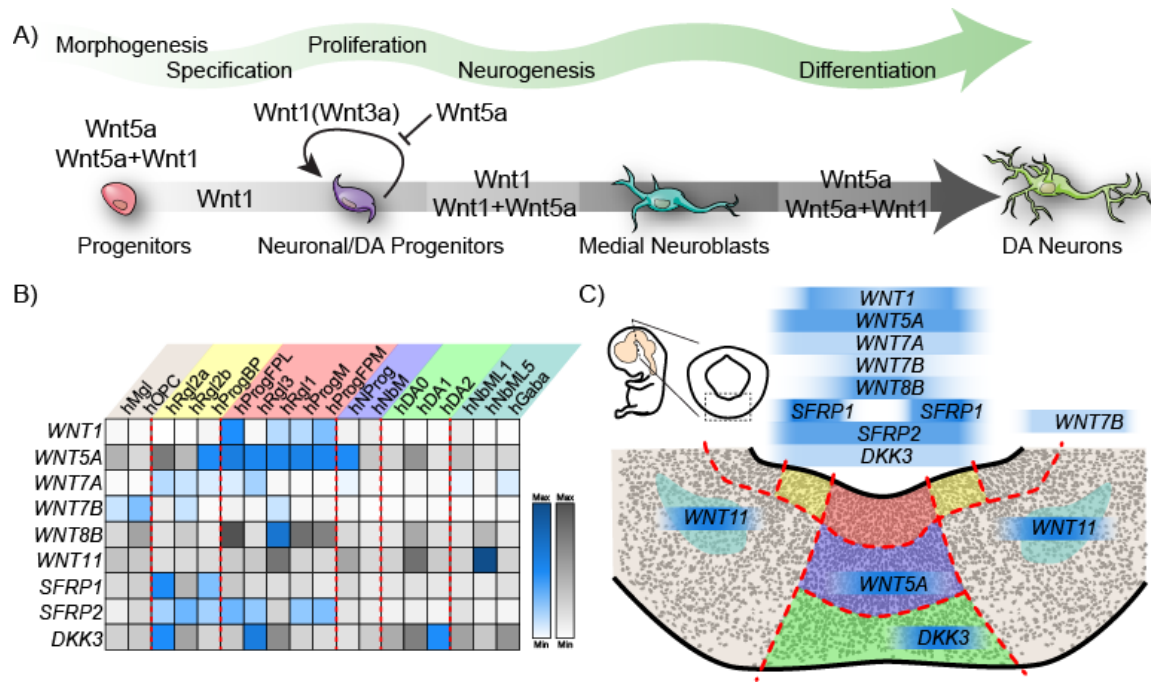 A)
Morphogenesis
Specification
Proliferation
Neurogenesis
Differentiation
Wnt1(Wnt3a)
Wnt5a
Wnt5a
Wnt5a+Wnt1
Wnt1
Wnt1
Wnt1+Wnt5a
Wnt5a
Wnt5a+Wnt1
Progenitors
Neuronal/DA Progenitors
Medial Neuroblasts
DA Neurons
B)
hMgl
hOPC
hRgl2a
hRgl2b
hProgBP
hProgFPL
hRgl3
hRgl1
hProgM
hProgFPM
hNProg
hNbM
hDA0
hDA1
hDA2
hNbML1
hNbML5
hGaba
WNT1
WNT5A
WNT7A
WNT7B
WNT8B
WNT11
SFRP1
SFRP2
DKK3
Max
Max
Min
Min
C)
WNT1
WNT5A
WNT7A
WNT7B
WNT8B
SFRP1 SFRP1
SFRP2
DKK3
WNT7B
WNT11
WNT11
WNT5A
DKK3